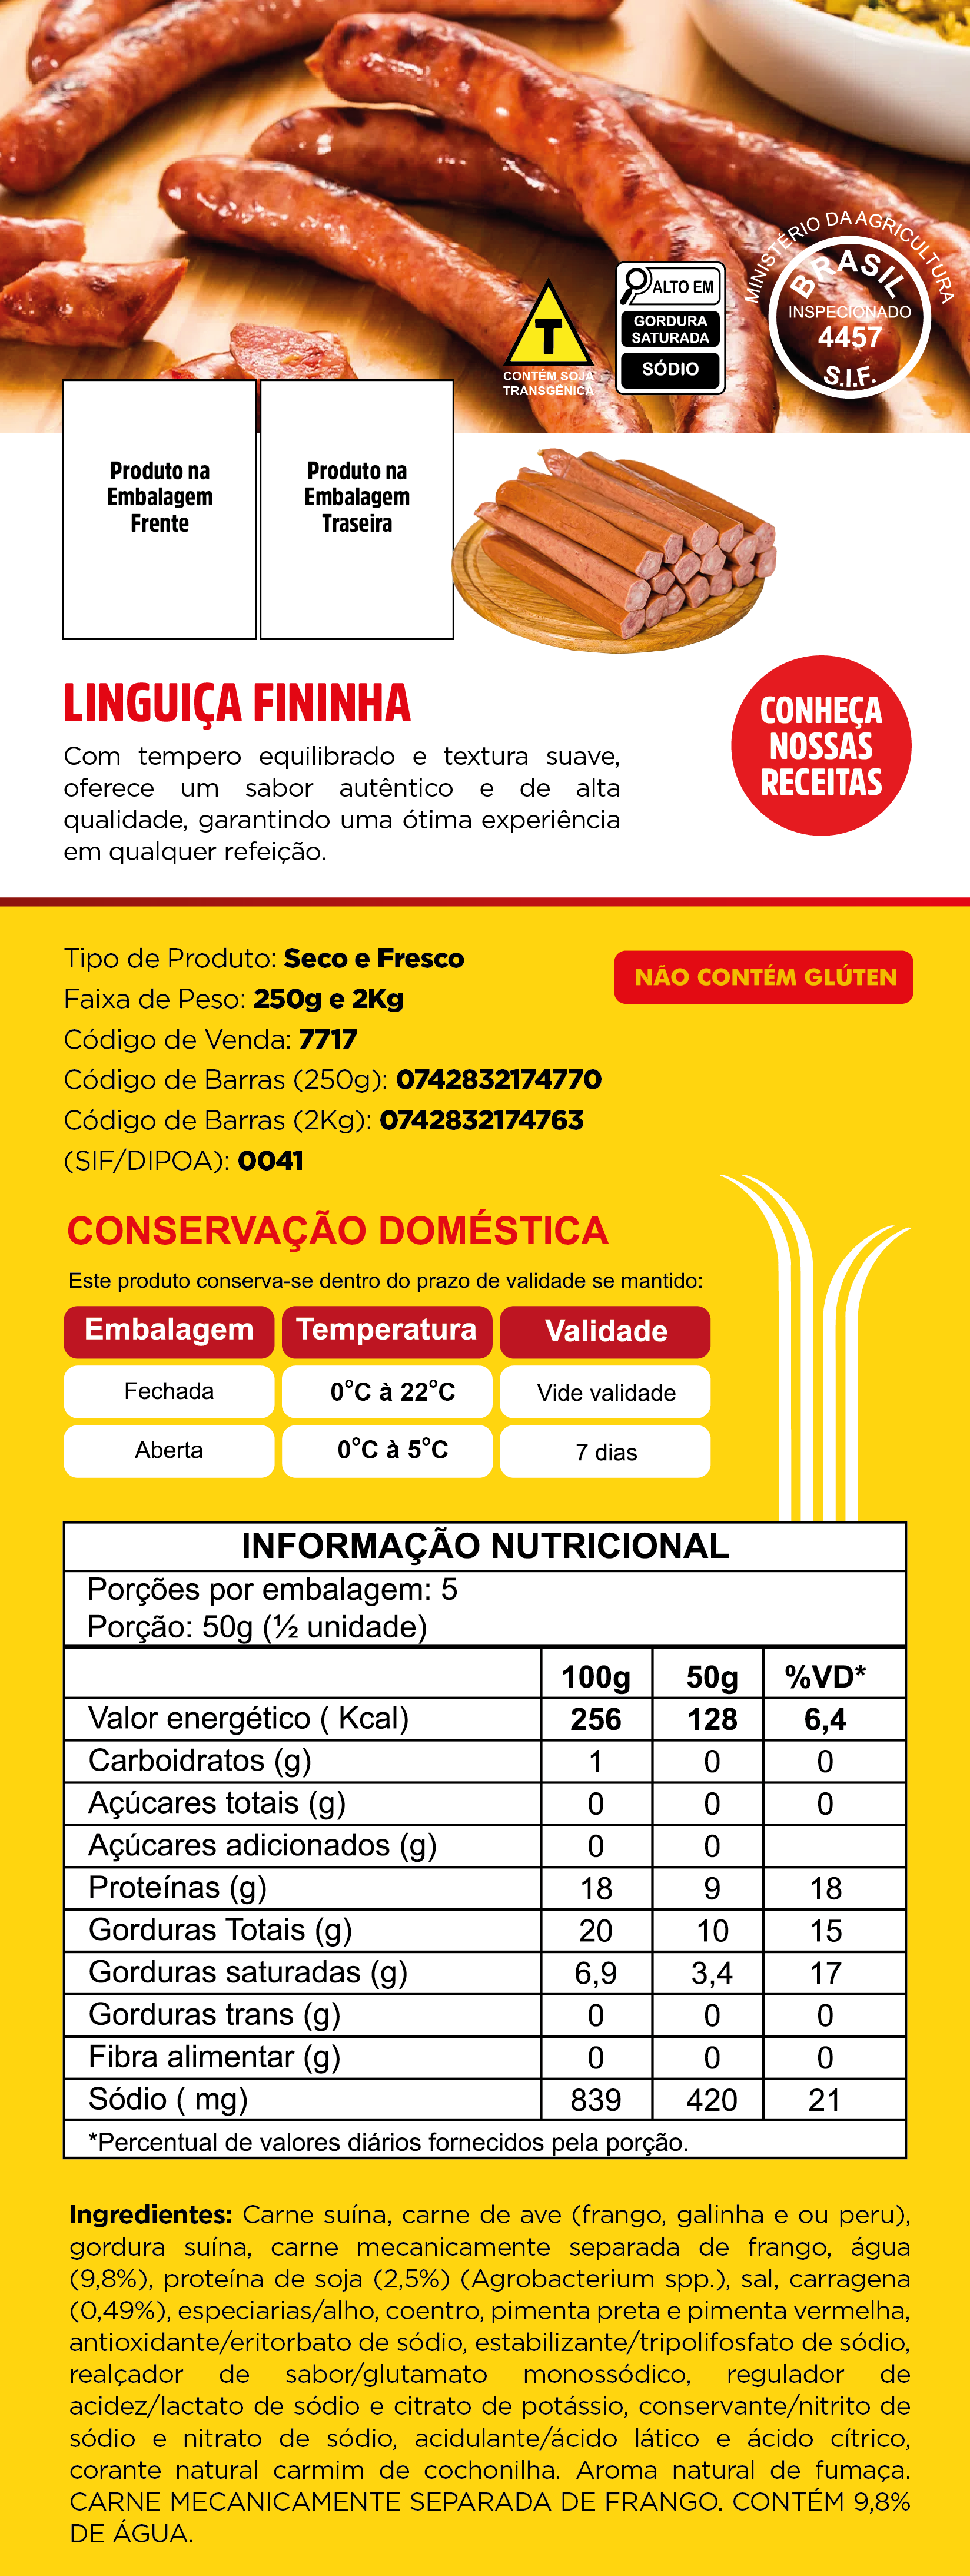 MINISTÉRIO DA AGRICULTURA
BRASIL
INSPECIONADO
4457
S.I.F.
ALTO EM
GORDURA
SATURADA
SÓDIO
T
CONTÉM SOJA
TRANSGÊNICA
Produto na
Embalagem
Frente
Produto na
Embalagem
Traseira
LINGUIÇA FININHA
Com tempero equilibrado e textura suave,
oferece um sabor autêntico e de alta
qualidade, garantindo uma ótima experiência
em qualquer refeição.
CONHEÇA
NOSSAS
RECEITAS
Tipo de Produto: Seco e Fresco
Faixa de Peso: 250g e 2Kg
Código de Venda: 7717
Código de Barras (250g): 0742832174770
Código de Barras (2Kg): 0742832174763
(SIF/DIPOA): 0041
NÃO CONTÉM GLÚTEN
CONSERVAÇÃO DOMÉSTICA
Este produto conserva-se dentro do prazo de validade se mantido:
Embalagem Temperatura Validade
Fechada 0°C à 22°C Vide validade
Aberta 0°C à 5°C 7 dias
INFORMAÇÃO NUTRICIONAL
Porções por embalagem: 5
Porção: 50g (½ unidade)
100g 50g %VD*
Valor energético ( Kcal) 256 128 6,4
Carboidratos (g) 1 0 0
Açúcares totais (g) 0 0 0
Açúcares adicionados (g) 0 0
Proteínas (g) 18 9 18
Gorduras Totais (g) 20 10 15
Gorduras saturadas (g) 6,9 3,4 17
Gorduras trans (g) 0 0 0
Fibra alimentar (g) 0 0 0
Sódio ( mg) 839 420 21
*Percentual de valores diários fornecidos pela porção.
Ingredientes: Carne suína, carne de ave (frango, galinha e ou peru),
gordura suína, carne mecanicamente separada de frango, água
(9,8%), proteína de soja (2,5%) (Agrobacterium spp.), sal, carragena
(0,49%), especiarias/alho, coentro, pimenta preta e pimenta vermelha,
antioxidante/eritorbato de sódio, estabilizante/tripolifosfato de sódio,
realçador de sabor/glutamato monossódico, regulador de
acidez/lactato de sódio e citrato de potássio, conservante/nitrito de
sódio e nitrato de sódio, acidulante/ácido lático e ácido cítrico,
corante natural carmim de cochonilha. Aroma natural de fumaça.
CARNE MECANICAMENTE SEPARADA DE FRANGO. CONTÉM 9,8%
DE ÁGUA.